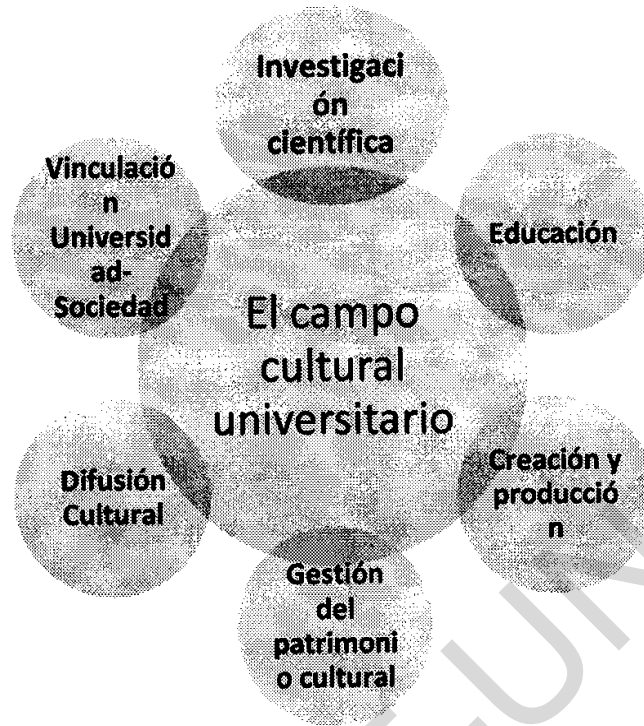 Investigaci
ón
científica
Educación
Creación y
producció
n
Gestión
del
patrimoni
o cultural
Difusión
Cultural
Vinculació
n
Universid
ad-
Sociedad
El campo
cultural
universitario